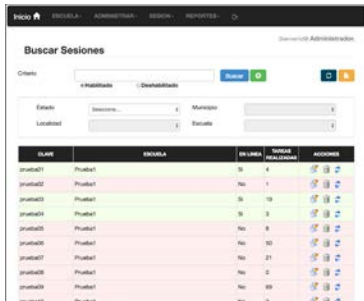 Inicio ESCUELA- ADMINISTRAR- SESION- REPORTES-
Bienvenid@ Administrador.
Buscar Sesiones
Criterio Buscar
Habilitado Deshabilitado
Estado Seleccione... Municipio
Localidad Escuela
CLAVE ESCUELA EN LINEA TAREAS REALIZADAS ACCIONES
prueba01 Prueba1 Si 4
prueba02 Prueba1 No 1
prueba03 Prueba1 Si 19
prueba04 Prueba1 Si 3
prueba05 Prueba1 No 8
prueba06 Prueba1 No 50
prueba07 Prueba1 No 21
prueba08 Prueba1 No 0
prueba09 Prueba1 No 89